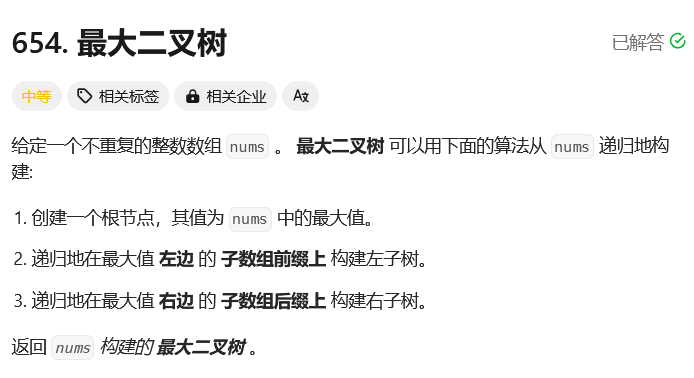 654. 最大二叉树
已解答
中等 相关标签 相关企业
给定一个不重复的整数数组 nums 。 最大二叉树 可以用下面的算法从 nums 递归地构
建:
1. 创建一个根节点，其值为 nums 中的最大值。
2. 递归地在最大值 左边 的 子数组前缀上 构建左子树。
3. 递归地在最大值 右边 的 子数组后缀上 构建右子树。
返回 nums 构建的 最大二叉树 。